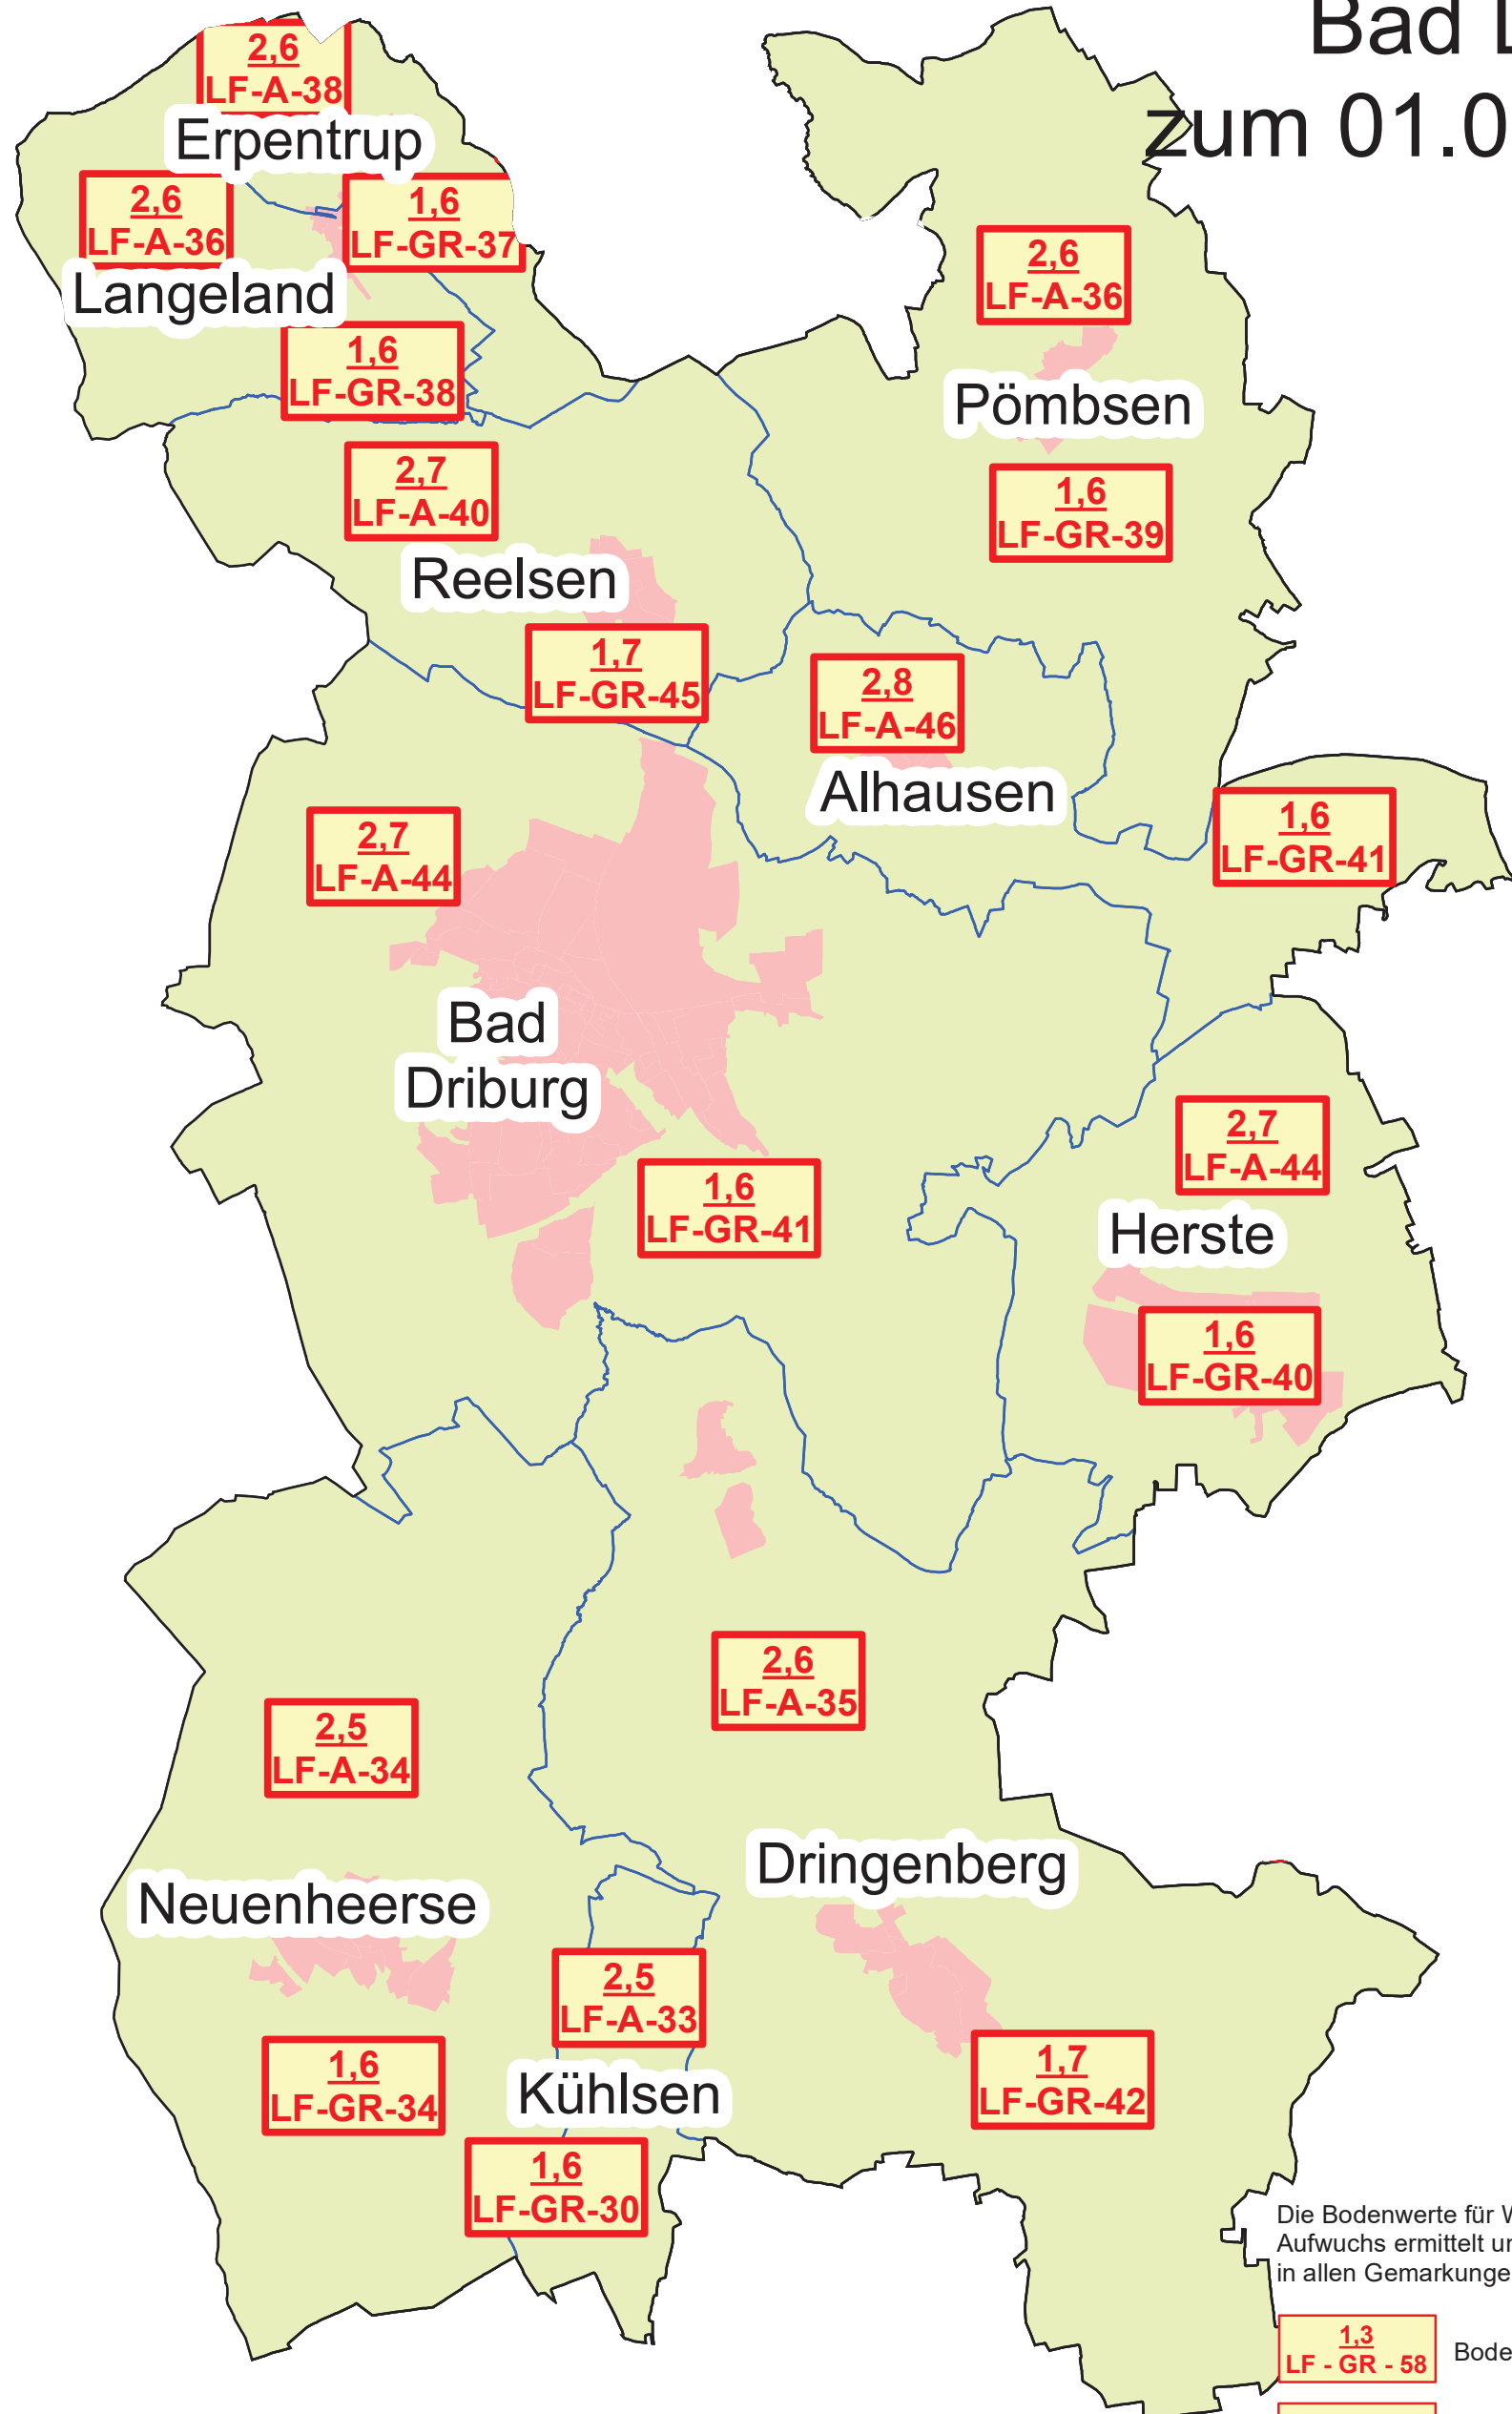 Bad
zum 01.0
2,6
LF-A-38
Erpentrup
2,6
LF-A-36
1,6
LF-GR-37
Langeland
2,6
LF-A-36
1,6
LF-GR-38
Pömbsen
2,7
LF-A-40
1,6
LF-GR-39
Reelsen
1,7
LF-GR-45
2,8
LF-A-46
Alhausen
2,7
LF-A-44
1,6
LF-GR-41
Bad
Driburg
2,7
LF-A-44
1,6
LF-GR-41
Herste
1,6
LF-GR-40
2,6
LF-A-35
2,5
LF-A-34
Dringenberg
Neuenheerse
2,5
LF-A-33
1,6
LF-GR-34
Kühlsen
1,7
LF-GR-42
1,6
LF-GR-30
Die Bodenwerte für
Aufwuchs ermittelt
in allen
1,3
LF - GR - 58